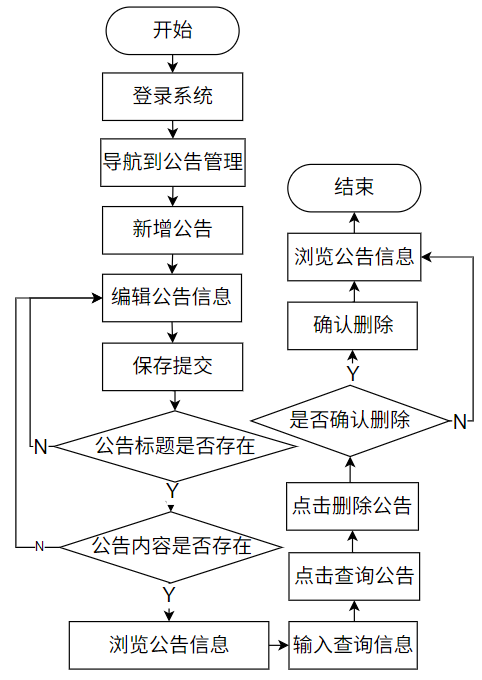 开始
登录系统
导航到公告管理
新增公告
编辑公告信息
保存提交
公告标题是否存在
N
Y
公告内容是否存在
N
Y
浏览公告信息
输入查询信息
点击查询公告
点击删除公告
是否确认删除
N
Y
确认删除
浏览公告信息
结束